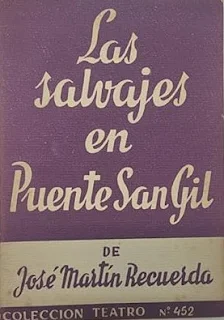 Las
salvajes
en
Puente San Gil
DE
José Martín Recuerda
COLECCION TEATRO Nº 452